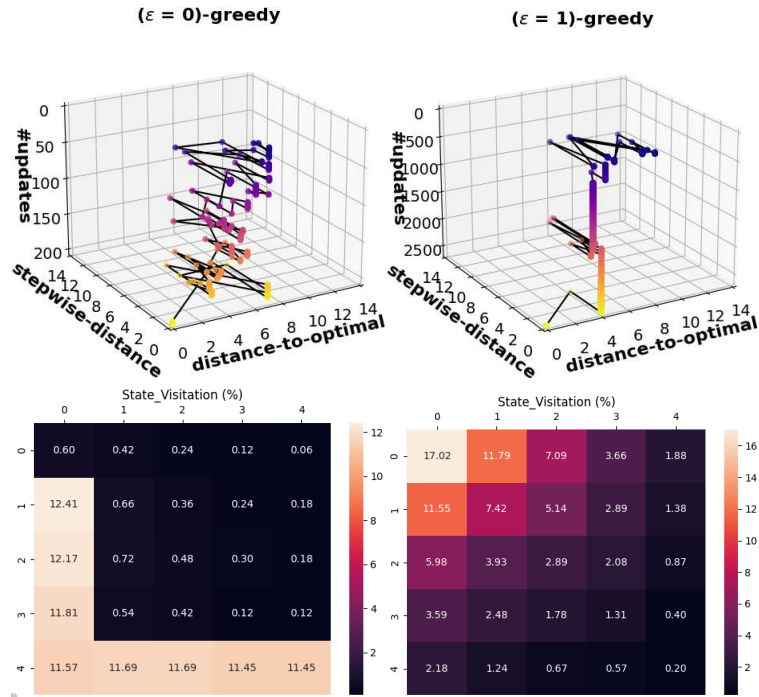 (ε = 0)-greedy
0
50
100
150
200
#updates
14
12
10
8
6
4
2
0
stepwise-distance
0
2
4
6
8
10
12
14
distance-to-optimal
(ε = 1)-greedy
0
500
1000
1500
2000
2500
#updates
14
12
10
8
6
4
2
0
stepwise-distance
0
2
4
6
8
10
12
14
distance-to-optimal
State_Visitation (%)
0 1 2 3 4
0 0.60 0.42 0.24 0.12 0.06
1 12.41 0.66 0.36 0.24 0.18
2 12.17 0.72 0.48 0.30 0.18
3 11.81 0.54 0.42 0.12 0.12
4 11.57 11.69 11.69 11.45 11.45
12
10
8
6
4
2
State_Visitation (%)
0 1 2 3 4
0 17.02 11.79 7.09 3.66 1.88
1 11.55 7.42 5.14 2.89 1.38
2 5.98 3.93 2.89 2.08 0.87
3 3.59 2.48 1.78 1.31 0.40
4 2.18 1.24 0.67 0.57 0.20
16
14
12
10
8
6
4
2